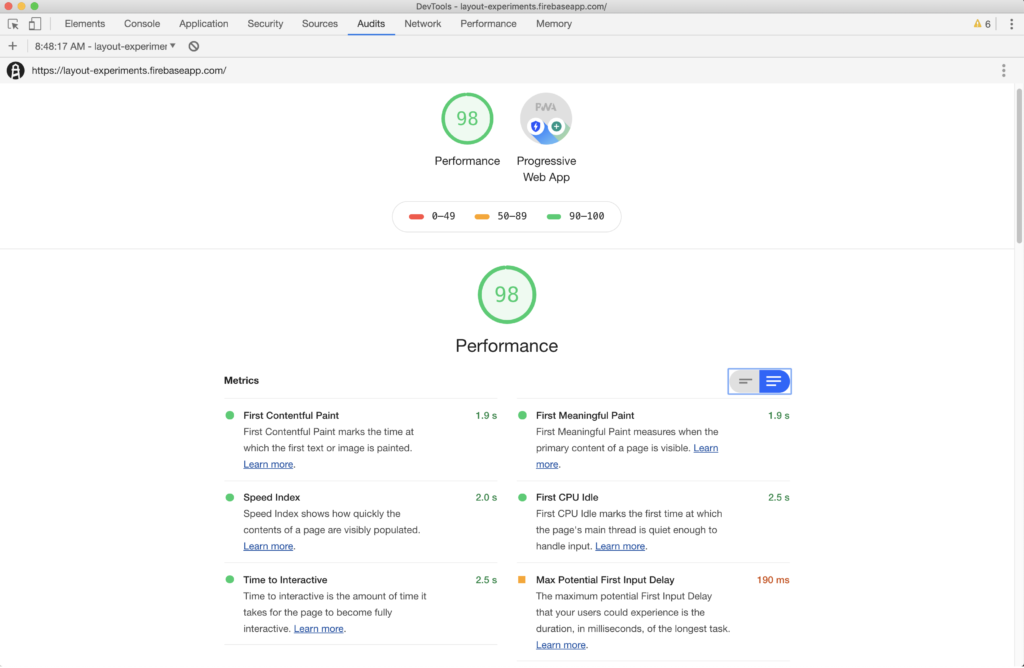 DevTools - layout-experiments.firebaseapp.com/
Elements Console Application Security Sources Audits Network Performance Memory 6
8:48:17 AM - layout-experimer
https://layout-experiments.firebaseapp.com/
98 PWA
Performance Progressive
Web App
0–49 50–89 90–100
98
Performance
Metrics
First Contentful Paint 1.9 s
First Contentful Paint marks the time at
which the first text or image is painted.
Learn more.
First Meaningful Paint 1.9 s
First Meaningful Paint measures when the
primary content of a page is visible. Learn
more.
Speed Index 2.0 s
Speed Index shows how quickly the
contents of a page are visibly populated.
Learn more.
First CPU Idle 2.5 s
First CPU Idle marks the first time at which
the page's main thread is quiet enough to
handle input. Learn more.
Time to Interactive 2.5 s
Time to interactive is the amount of time it
takes for the page to become fully
interactive. Learn more.
Max Potential First Input Delay 190 ms
The maximum potential First Input Delay
that your users could experience is the
duration, in milliseconds, of the longest task.
Learn more.